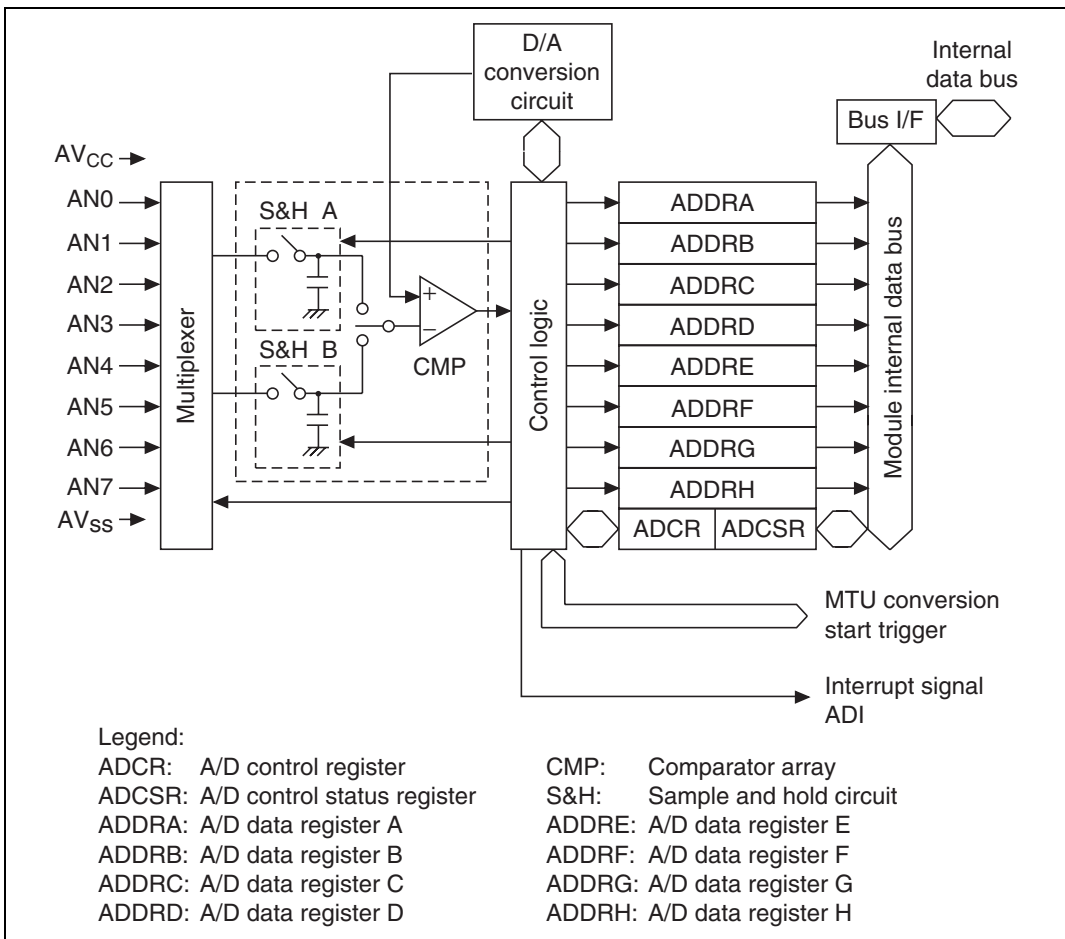 D/A
conversion
circuit
Internal
data bus
Bus I/F
AVCC
AN0
AN1
AN2
AN3
AN4
AN5
AN6
AN7
AVSS
Multiplexer
S&H A
S&H B
+
−
CMP
Control logic
ADDRA
ADDRB
ADDRC
ADDRD
ADDRE
ADDRF
ADDRG
ADDRH
ADCR
ADCSR
Module internal data bus
MTU conversion
start trigger
Interrupt signal
ADI
Legend:
ADCR: A/D control register
ADCSR: A/D control status register
ADDRA: A/D data register A
ADDRB: A/D data register B
ADDRC: A/D data register C
ADDRD: A/D data register D
CMP: Comparator array
S&H: Sample and hold circuit
ADDRE: A/D data register E
ADDRF: A/D data register F
ADDRG: A/D data register G
ADDRH: A/D data register H